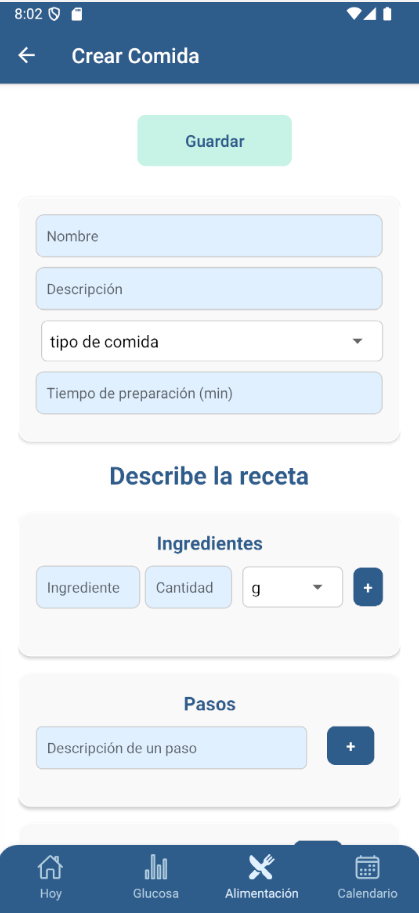 8:02
Crear Comida
Guardar
Nombre
Descripción
tipo de comida
Tiempo de preparación (min)
Describe la receta
Ingredientes
Ingrediente Cantidad g +
Pasos
Descripción de un paso +
Hoy Glucosa Alimentación Calendario